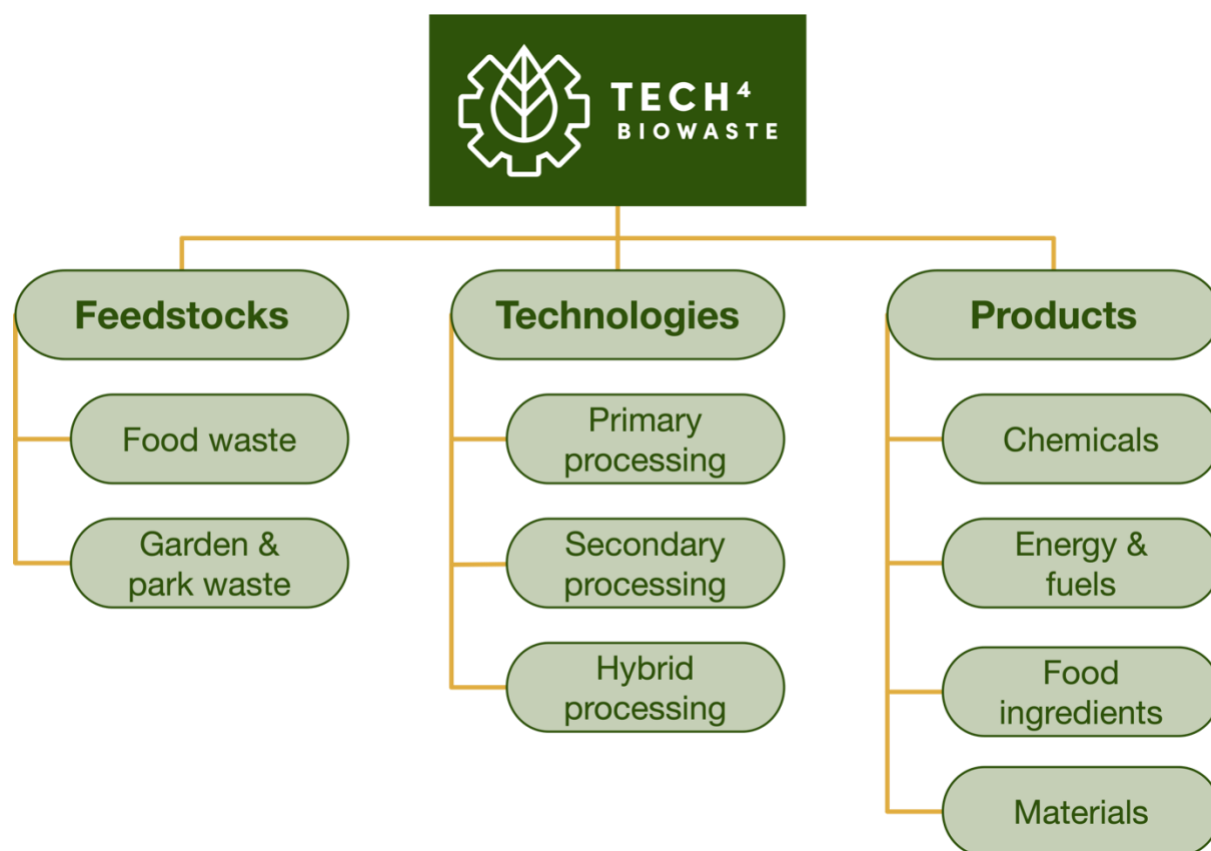 TECH⁴
BIOWASTE
Feedstocks
Food waste
Garden &
park waste
Technologies
Primary
processing
Secondary
processing
Hybrid
processing
Products
Chemicals
Energy &
fuels
Food
ingredients
Materials